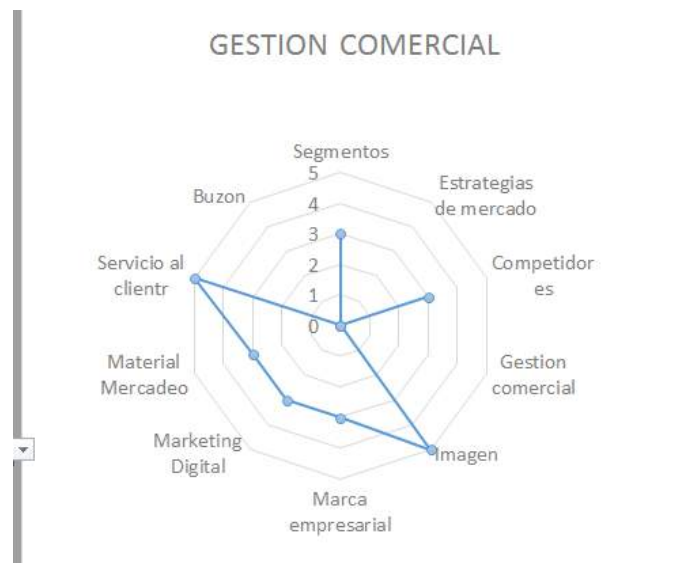 GESTION COMERCIAL
Segmentos
5
4
3
2
1
0
Estrategias
de mercado
Competidor
es
Gestion
comercial
Imagen
Marca
empresarial
Marketing
Digital
Material
Mercadeo
Servicio al
clientr
Buzon